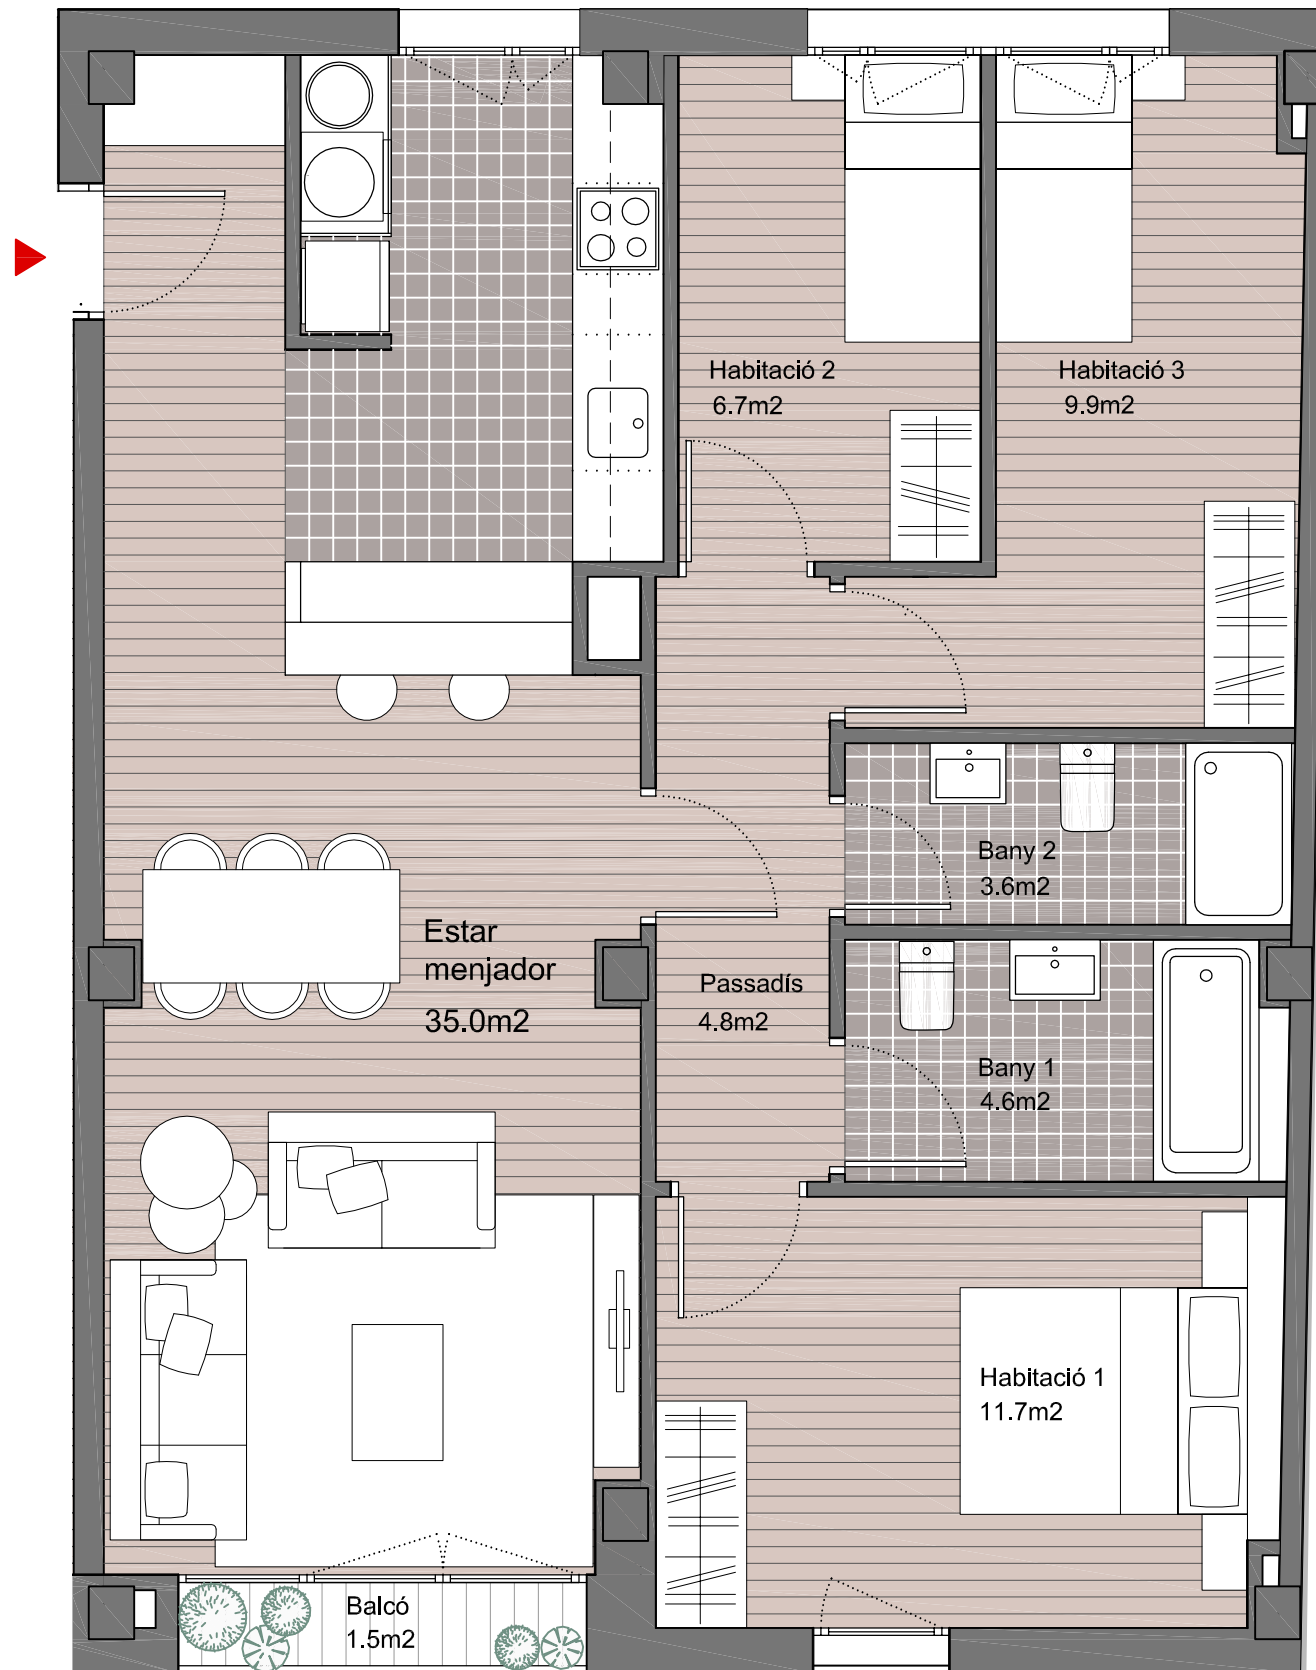 Habitació 2
6.7m2
Habitació 3
9.9m2
Bany 2
3.6m2
Estar
menjador
35.0m2
Passadís
4.8m2
Bany 1
4.6m2
Habitació 1
11.7m2
Balcó
1.5m2